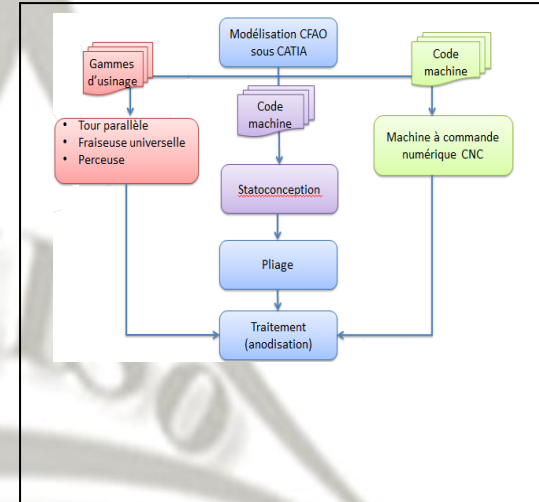 Modélisation CFAO
sous CATIA
Gammes
d'usinage
Code
machine
Code
machine
• Tour parallèle
• Fraiseuse universelle
• Perceuse
Machine à commande
numérique CNC
Statoconception
Pliage
Traitement
(anodisation)